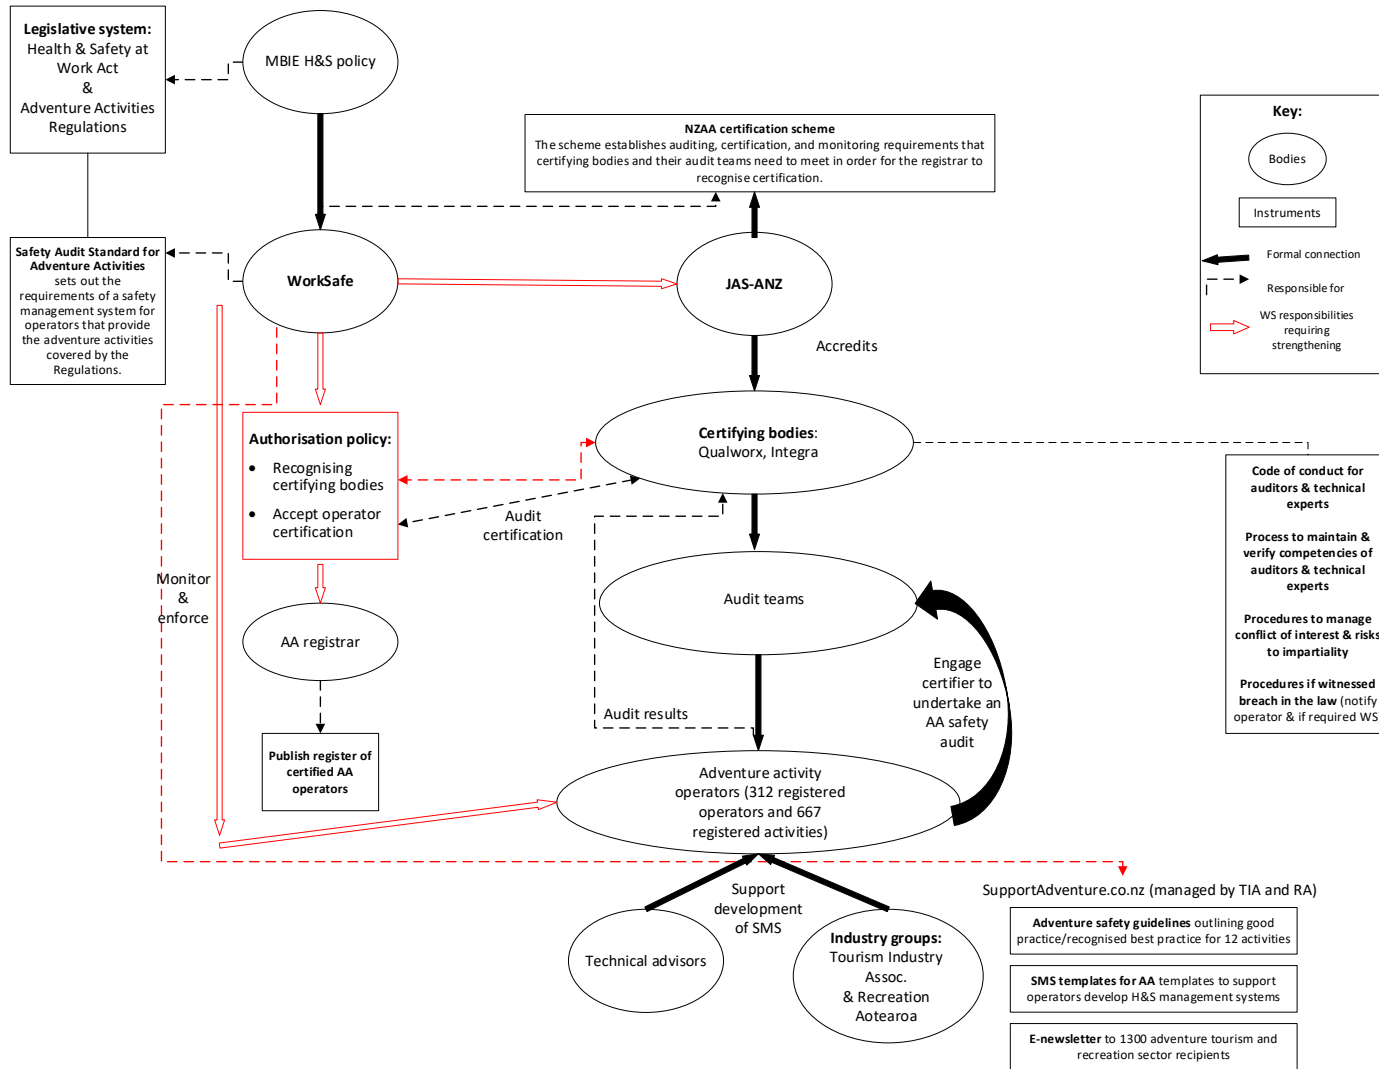 Legislative system:
Health & Safety at
Work Act
&
Adventure Activities
Regulations
MBIE H&S policy
NZAA certification scheme
The scheme establishes auditing, certification, and monitoring requirements that
certifying bodies and their audit teams need to meet in order for the registrar to
recognise certification.
Key:
Bodies
Instruments
Formal connection
Responsible for
WS responsibilities
requiring
strengthening
Safety Audit Standard for
Adventure Activities
sets out the
requirements of a safety
management system for
operators that provide
the adventure activities
covered by the
Regulations.
WorkSafe
JAS-ANZ
Accredits
Authorisation policy:
• Recognising
certifying bodies
• Accept operator
certification
Certifying bodies:
Qualworx, Integra
Audit
certification
Code of conduct for
auditors & technical
experts
Process to maintain &
verify competencies of
auditors & technical
experts
Procedures to manage
conflict of interest & risks
to impartiality
Procedures if witnessed
breach in the law (notify
operator & if required WS)
Monitor
&
enforce
Audit teams
AA registrar
Engage
certifier to
undertake an
AA safety
audit
Audit results
Publish register of
certified AA
operators
Adventure activity
operators (312 registered
operators and 667
registered activities)
Support
development
of SMS
Technical advisors
Industry groups:
Tourism Industry
Assoc.
& Recreation
Aotearoa
SupportAdventure.co.nz (managed by TIA and RA)
Adventure safety guidelines outlining good
practice/recognised best practice for 12 activities
SMS templates for AA templates to support
operators develop H&S management systems
E-newsletter to 1300 adventure tourism and
recreation sector recipients